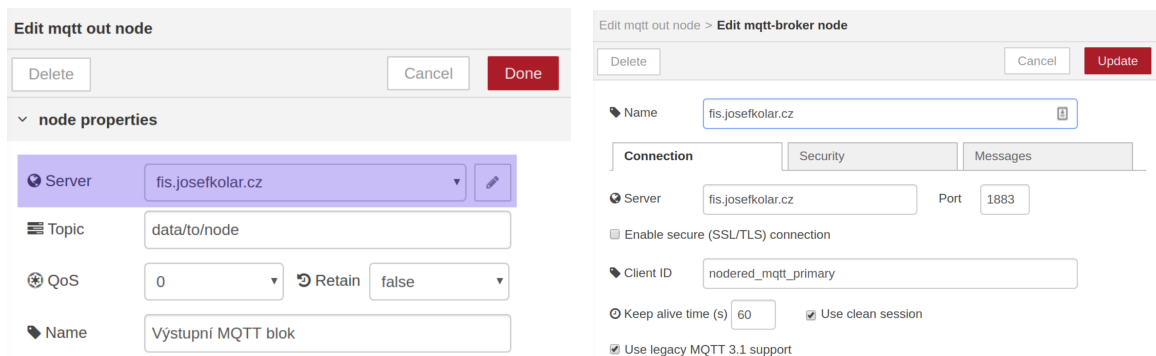 Edit mqtt out node
Delete Cancel Done
node properties
Server fis.josefkolar.cz
Topic data/to/node
QoS 0 Retain false
Name Výstupní MQTT blok
Edit mqtt out node > Edit mqtt-broker node
Delete Cancel Update
Name fis.josefkolar.cz
Connection Security Messages
Server fis.josefkolar.cz Port 1883
Enable secure (SSL/TLS) connection
Client ID nodered_mqtt_primary
Keep alive time (s) 60 Use clean session
Use legacy MQTT 3.1 support